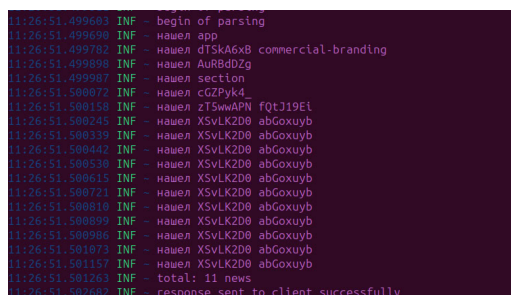 begin of parsing
11:26:51.499603 INF ~ begin of parsing
11:26:51.499690 INF ~ нашел app
11:26:51.499782 INF ~ нашел dTSkA6xB commercial-branding
11:26:51.499898 INF ~ нашел AuRBdDZg
11:26:51.499987 INF ~ нашел section
11:26:51.500072 INF ~ нашел cGZPyk4_
11:26:51.500158 INF ~ нашел zT5wwAPN fQtJ19Ei
11:26:51.500245 INF ~ нашел XSvLK2D0 abGoxuyb
11:26:51.500339 INF ~ нашел XSvLK2D0 abGoxuyb
11:26:51.500442 INF ~ нашел XSvLK2D0 abGoxuyb
11:26:51.500530 INF ~ нашел XSvLK2D0 abGoxuyb
11:26:51.500615 INF ~ нашел XSvLK2D0 abGoxuyb
11:26:51.500721 INF ~ нашел XSvLK2D0 abGoxuyb
11:26:51.500810 INF ~ нашел XSvLK2D0 abGoxuyb
11:26:51.500899 INF ~ нашел XSvLK2D0 abGoxuyb
11:26:51.500986 INF ~ нашел XSvLK2D0 abGoxuyb
11:26:51.501073 INF ~ нашел XSvLK2D0 abGoxuyb
11:26:51.501157 INF ~ нашел XSvLK2D0 abGoxuyb
11:26:51.501263 INF ~ total: 11 news
11:26:51.502682 INF ~ response sent to client successfully